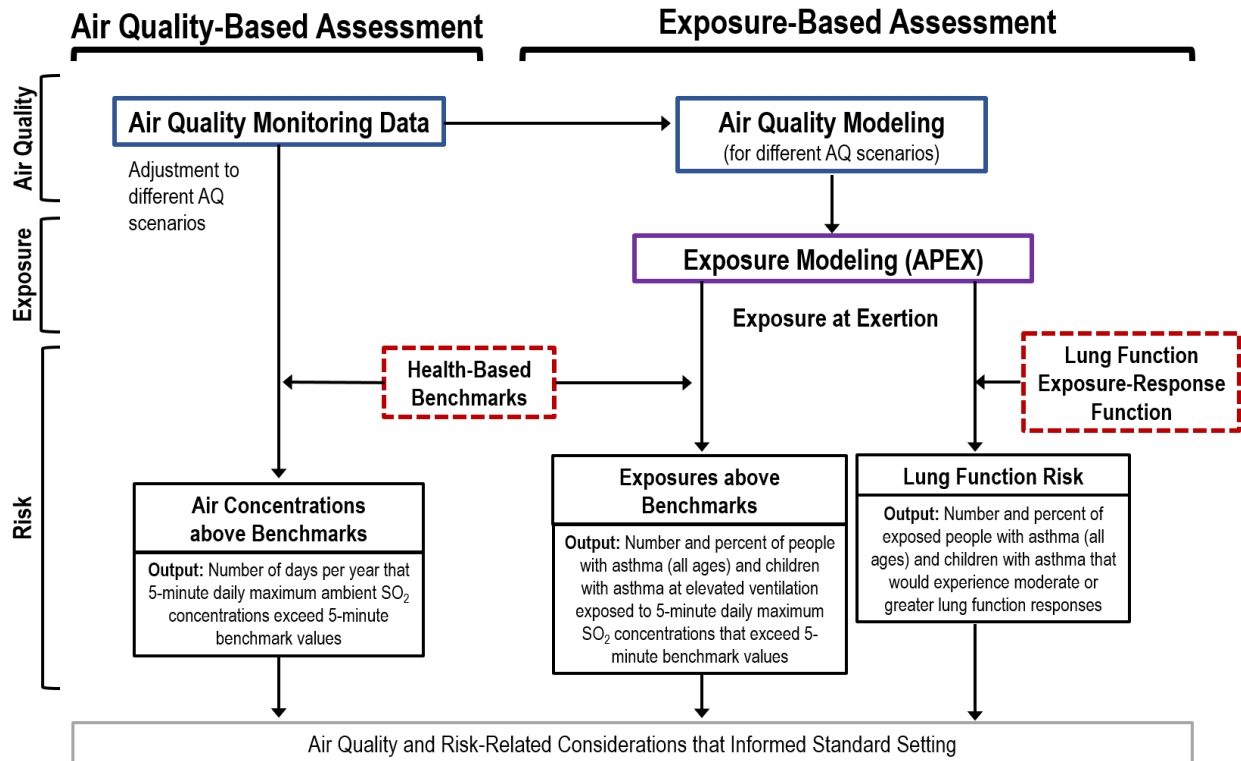 Air Quality-Based Assessment
Exposure-Based Assessment
Air Quality
Air Quality Monitoring Data
Adjustment to
different AQ
scenarios
Air Quality Modeling
(for different AQ scenarios)
Exposure
Exposure Modeling (APEX)
Exposure at Exertion
Risk
Health-Based
Benchmarks
Lung Function
Exposure-Response
Function
Air Concentrations
above Benchmarks
Output: Number of days per year that
5-minute daily maximum ambient SO₂
concentrations exceed 5-minute
benchmark values
Exposures above
Benchmarks
Output: Number and percent of people
with asthma (all ages) and children
with asthma at elevated ventilation
exposed to 5-minute daily maximum
SO₂ concentrations that exceed 5-
minute benchmark values
Lung Function Risk
Output: Number and percent of
exposed people with asthma (all
ages) and children with asthma that
would experience moderate or
greater lung function responses
Air Quality and Risk-Related Considerations that Informed Standard Setting